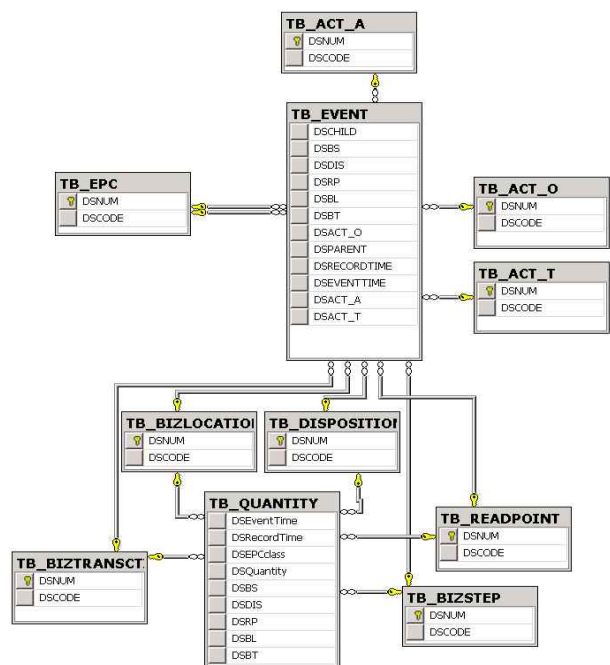 TB_ACT_A
DSNUM
DSCODE
TB_EVENT
DSCHILD
DSBS
DSDIS
DSRP
DSBL
DSBT
DSACT_O
DSPARENT
DSRECORDTIME
DSEVENTTIME
DSACT_A
DSACT_T
TB_EPC
DSNUM
DSCODE
TB_ACT_O
DSNUM
DSCODE
TB_ACT_T
DSNUM
DSCODE
TB_BIZLOCATION
DSNUM
DSCODE
TB_DISPOSITION
DSNUM
DSCODE
TB_QUANTITY
DSEventTime
DSRecordTime
DSEPCclass
DSQuantity
DSBS
DSDIS
DSRP
DSBL
DSBT
TB_READPOINT
DSNUM
DSCODE
TB_BIZTRANSCT
DSNUM
DSCODE
TB_BIZSTEP
DSNUM
DSCODE